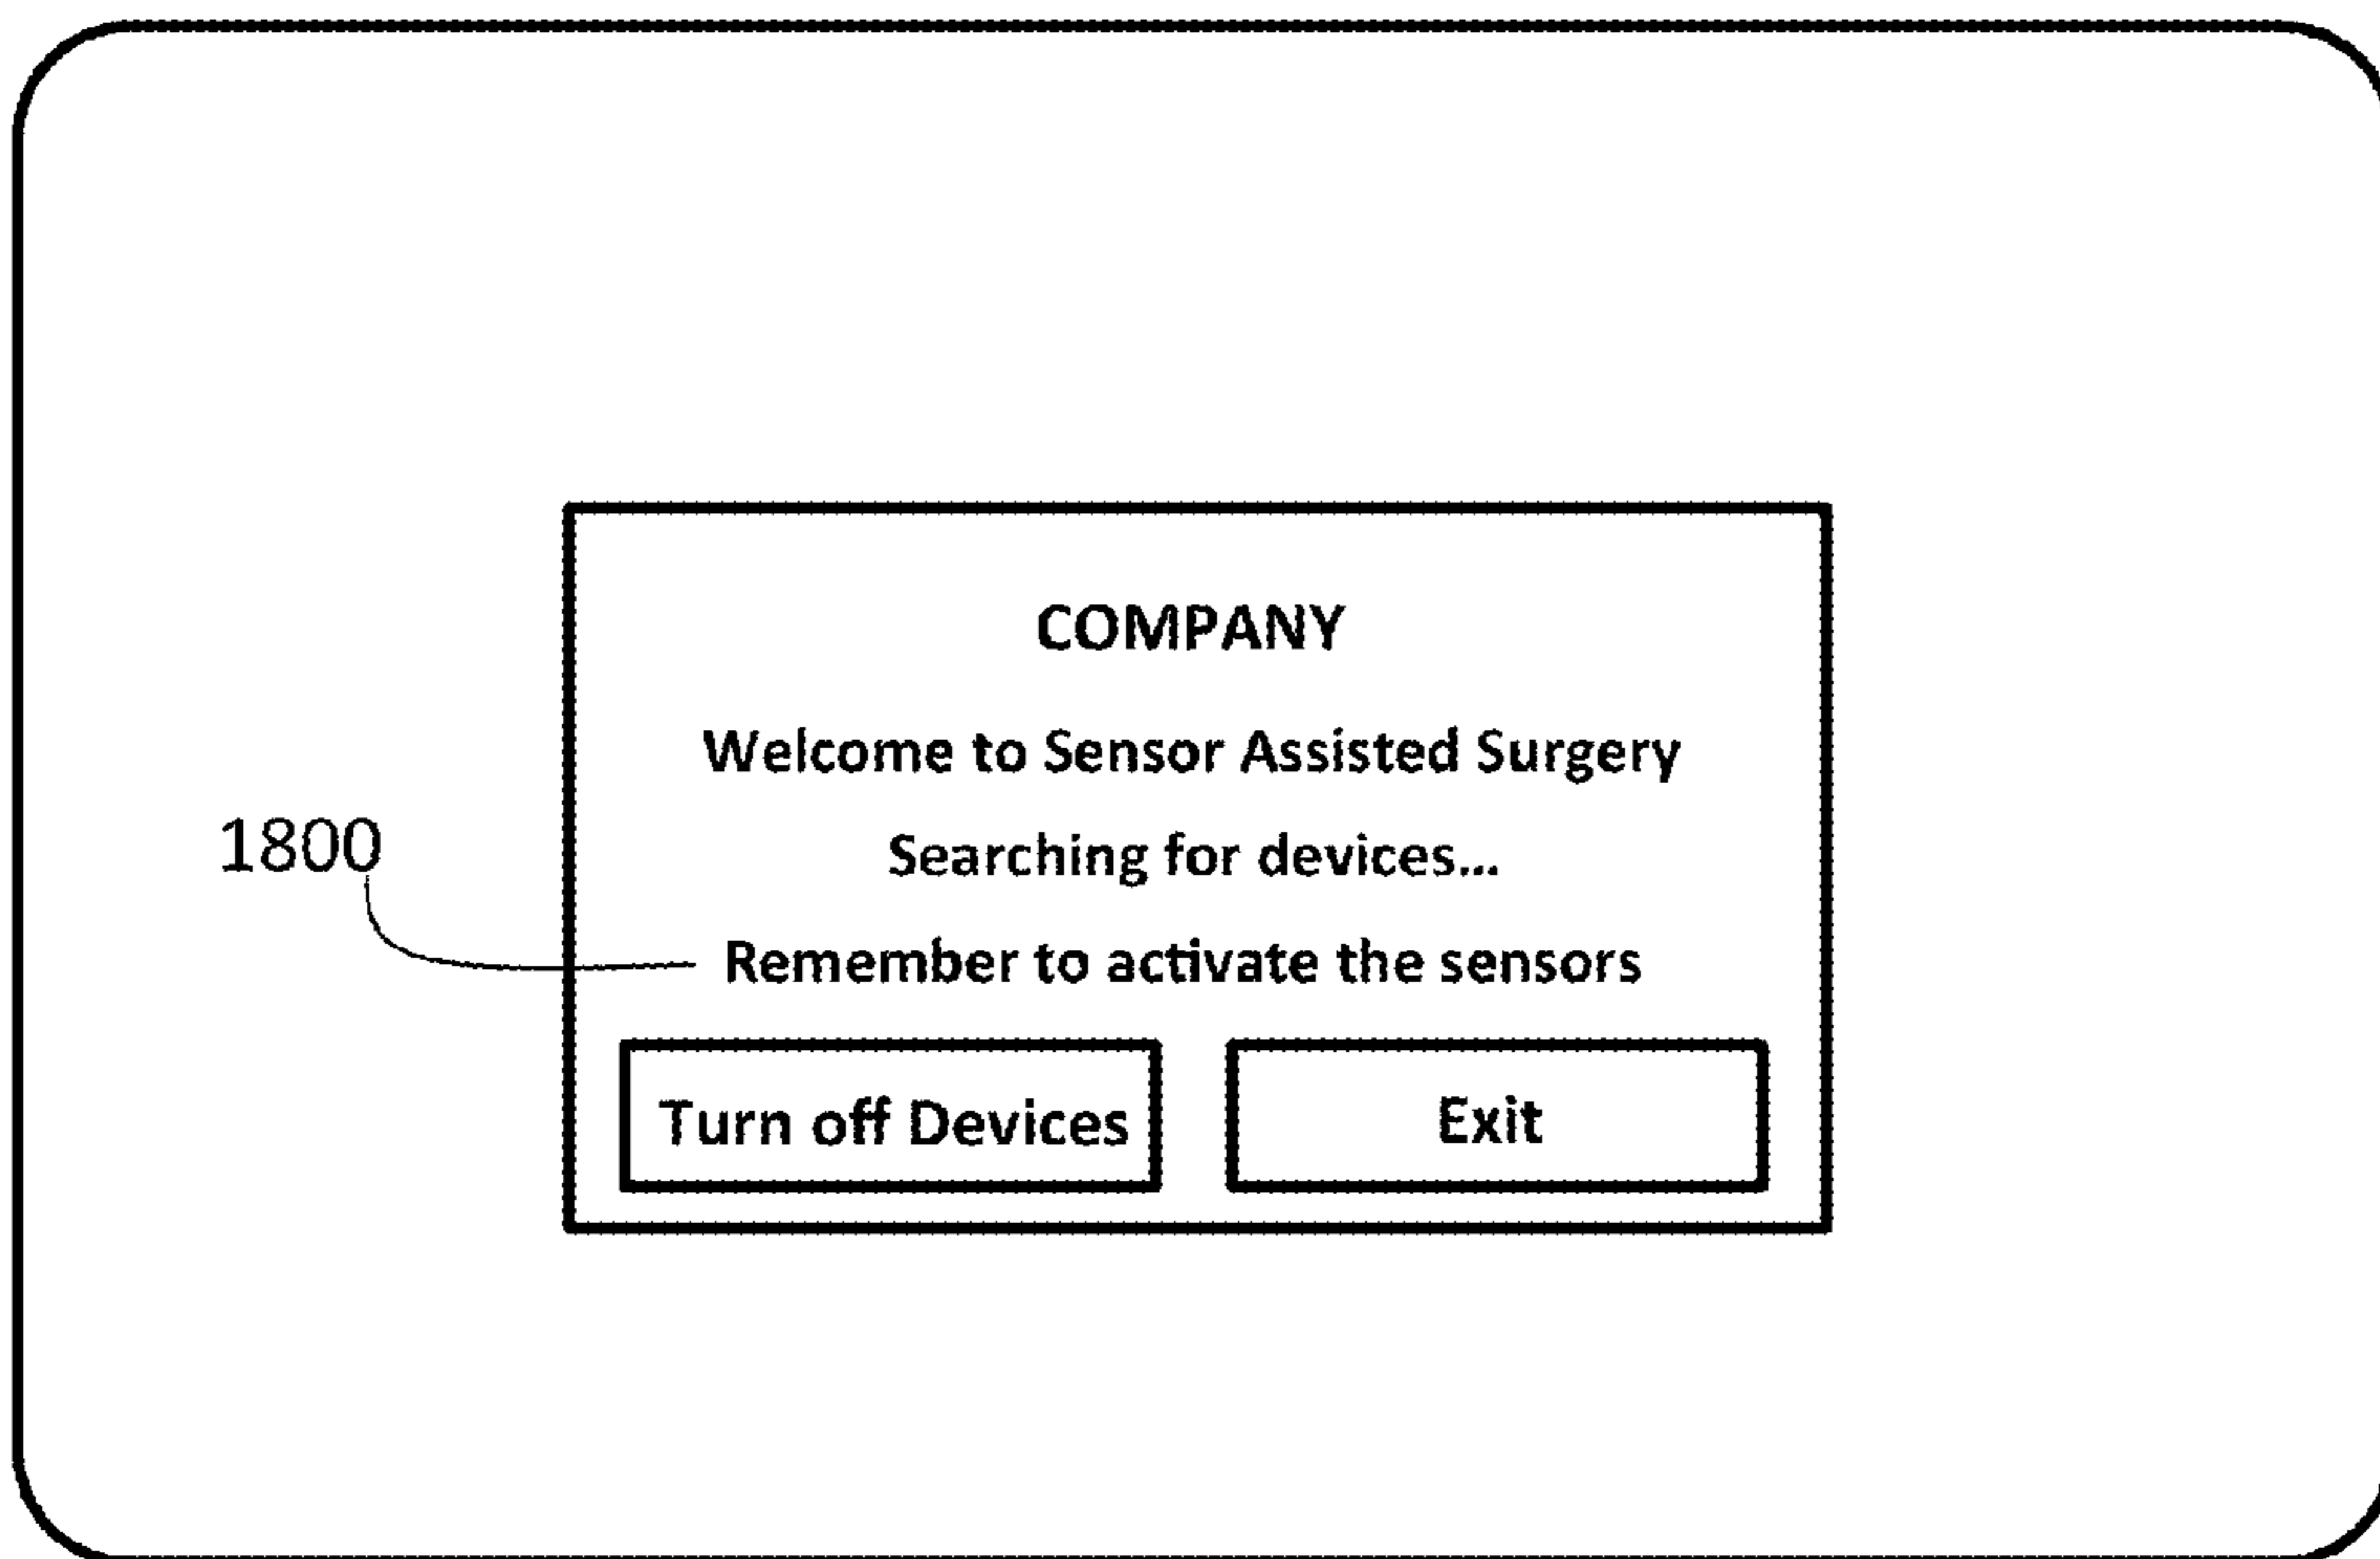 COMPANY
Welcome to Sensor Assisted Surgery
Searching for devices...
1800
Remember to activate the sensors
Turn off Devices
Exit